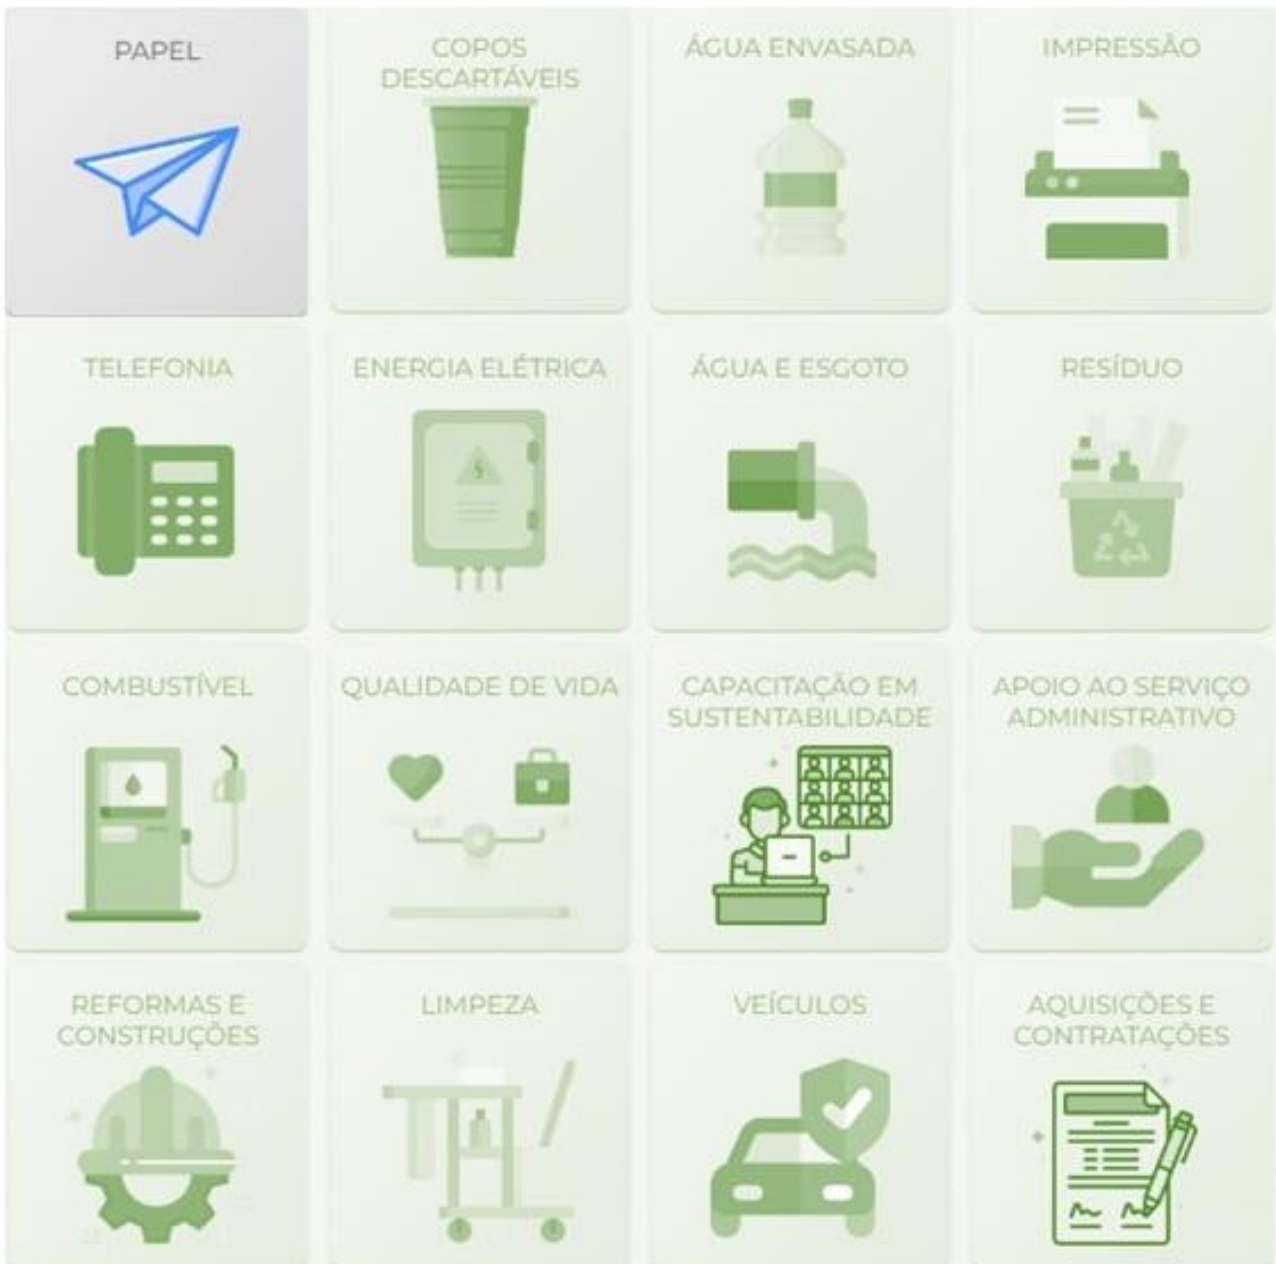 PAPEL
COPOS
DESCARTÁVEIS
ÁGUA ENVASADA
IMPRESSÃO
TELEFONIA
ENERGIA ELÉTRICA
ÁGUA E ESGOTO
RESÍDUO
COMBUSTÍVEL
QUALIDADE DE VIDA
CAPACITAÇÃO EM
SUSTENTABILIDADE
APOIO AO SERVIÇO
ADMINISTRATIVO
REFORMAS E
CONSTRUÇÕES
LIMPEZA
VEÍCULOS
AQUISIÇÕES E
CONTRATAÇÕES